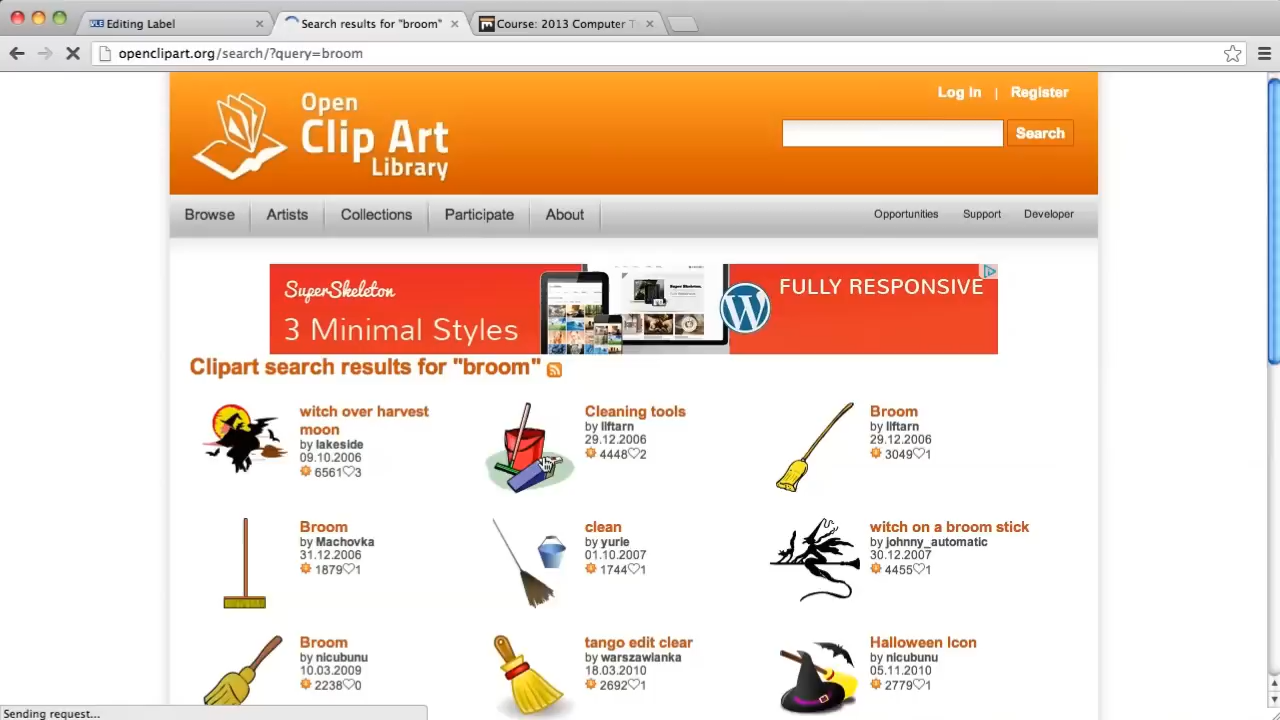 Editing Label
Search results for "broom"
Course: 2013 Computer T
openclipart.org/search/?query=broom
Log In | Register
Open
Clip Art
Library
Search
Browse
Artists
Collections
Participate
About
Opportunities
Support
Developer
SuperSkeleton
3 Minimal Styles
FULLY RESPONSIVE
Clipart search results for "broom"
witch over harvest
moon
by lakeside
09.10.2006
6561♡3
Cleaning tools
by liftarn
29.12.2006
4448♡2
Broom
by liftarn
29.12.2006
3049♡1
Broom
by Machovka
31.12.2006
1879♡1
clean
by yurie
01.10.2007
1744♡1
witch on a broom stick
by johnny_automatic
30.12.2007
4455♡1
Broom
by nicubunu
10.03.2009
2238♡0
tango edit clear
by warszawianka
18.03.2010
2692♡1
Halloween Icon
by nicubunu
05.11.2010
2779♡1
Sending request...